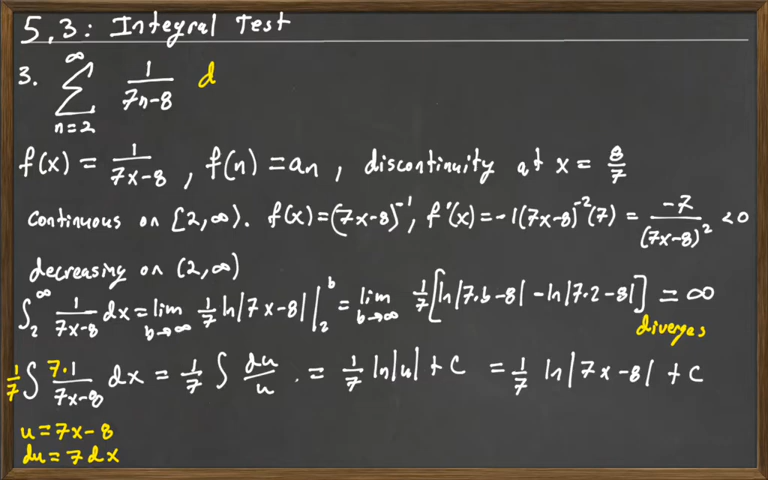 5.3: Integral Test
3. ∞ ∑ n=2 1/(7n-8) d
f(x) = 1/(7x-8), f(n) = an, discontinuity at x = 8/7
continuous on [2,∞). f(x)=(7x-8)^-1, f'(x)=-1(7x-8)^-2(7) = -7/(7x-8)^2 <0
decreasing on (2,∞)
∫_2^∞ 1/(7x-8) dx = lim b→∞ 1/7 ln|7x-8| |_2^b = lim b→∞ 1/7[ln|7·b-8| - ln|7·2-8|] = ∞
diverges
1/7 ∫ 7·1/(7x-8) dx = 1/7 ∫ du/u . = 1/7 ln|u| + C = 1/7 ln|7x-8| + C
u = 7x-8
du = 7dx